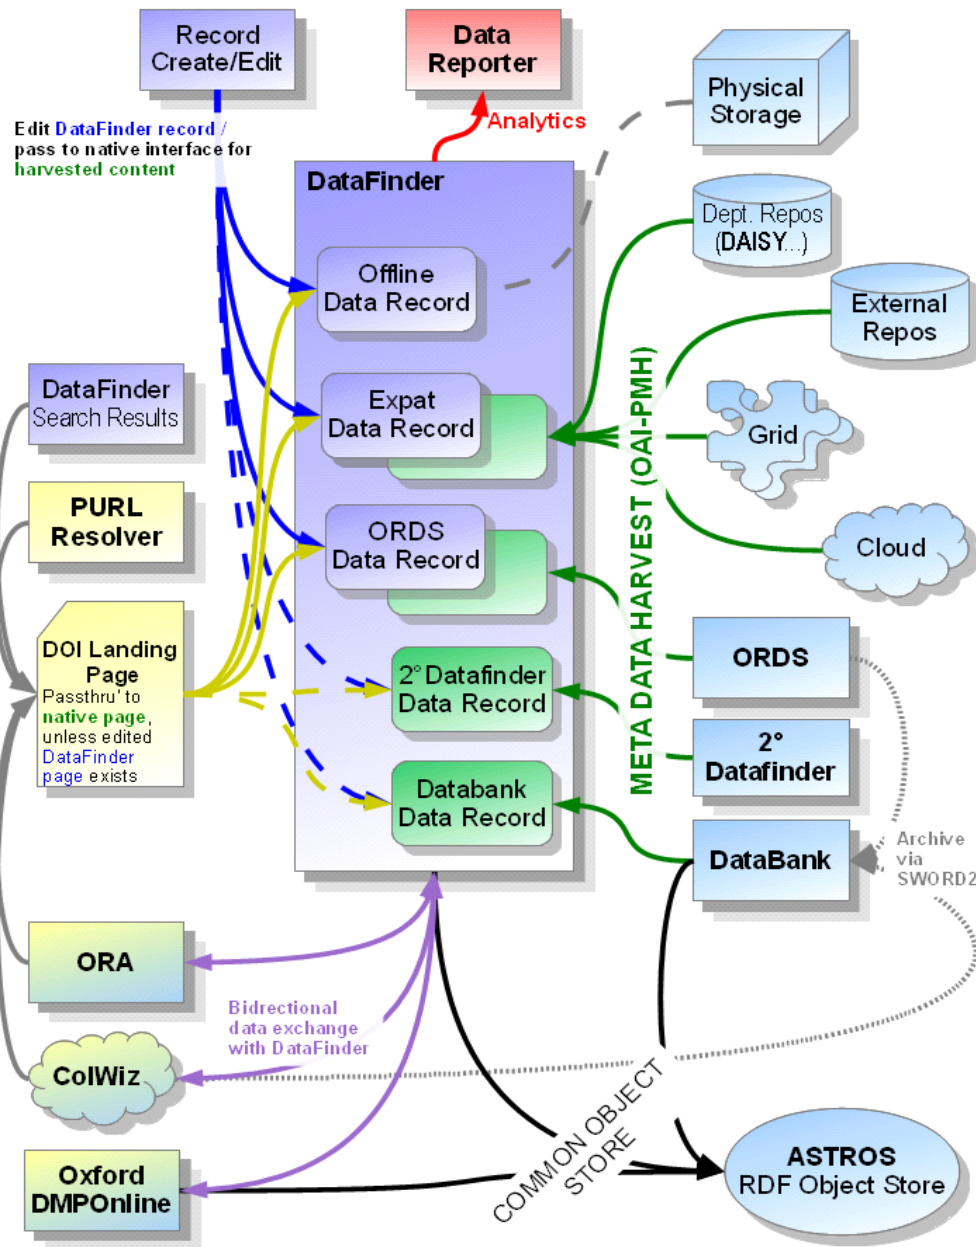 Record
Create/Edit
Data
Reporter
Physical
Storage
Analytics
Edit DataFinder record /
pass to native interface for
harvested content
DataFinder
Dept. Repos
(DAISY...)
Offline
Data Record
External
Repos
DataFinder
Search Results
Expat
Data Record
META DATA HARVEST (OAI-PMH)
Grid
PURL
Resolver
ORDS
Data Record
Cloud
DOI Landing
Page
Passthru' to
native page,
unless edited
DataFinder
page exists
2° Datafinder
Data Record
ORDS
2°
Datafinder
Databank
Data Record
DataBank
Archive
via
SWORD2
ORA
Bidrectional
data exchange
with DataFinder
ColWiz
COMMON OBJECT
STORE
Oxford
DMPOnline
ASTROS
RDF Object Store